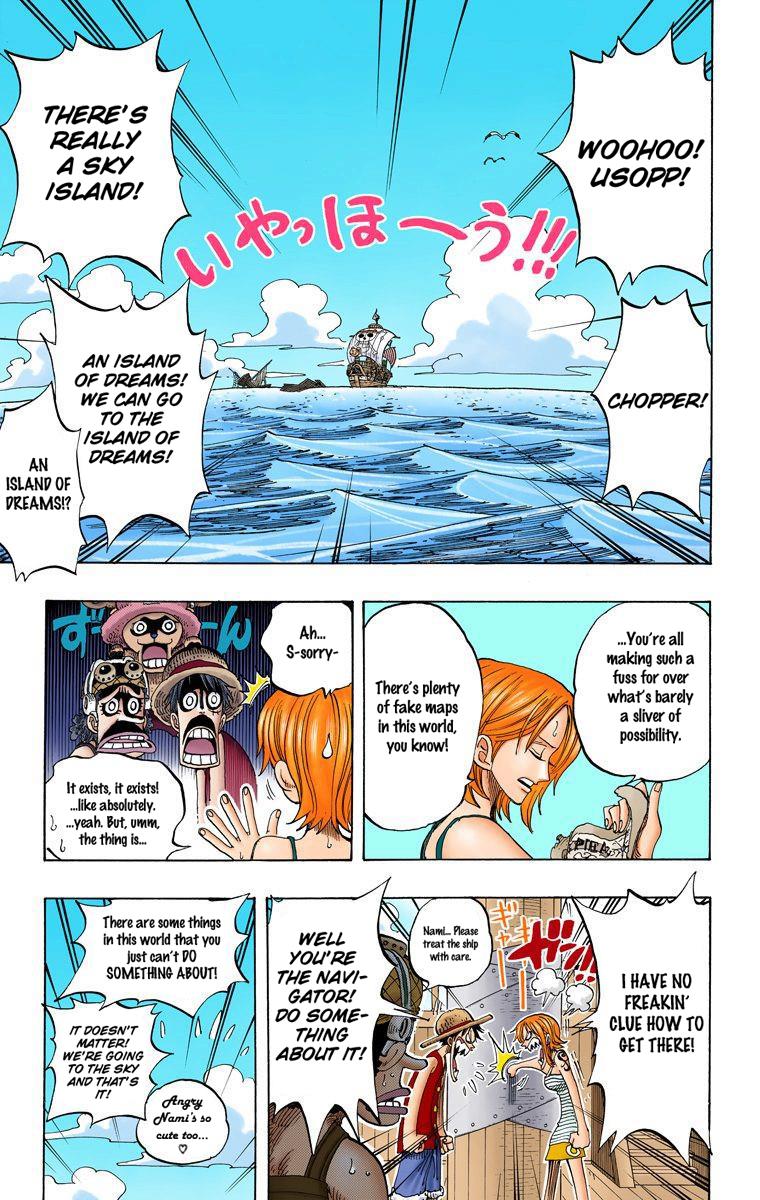 WOOHOO!
USOPP!
CHOPPER!
いやっほーう!!!
THERE'S
REALLY
A SKY
ISLAND!
AN ISLAND
OF DREAMS!
WE CAN GO
TO THE
ISLAND OF
DREAMS!
AN
ISLAND OF
DREAMS!?
...You're all
making such a
fuss for over
what's barely
a sliver of
possibility.
There's plenty
of fake maps
in this world,
you know!
Ah...
S-sorry-
It exists, it exists!
...like absolutely.
...yeah. But, umm,
the thing is...
I HAVE NO
FREAKIN'
CLUE HOW TO
GET THERE!
Nami... Please
treat the ship
with care.
WELL
YOU'RE
THE NAVI-
GATOR!
DO SOME-
THING
ABOUT IT!
There are some things
in this world that you
just can't DO
SOMETHING ABOUT!
IT DOESN'T
MATTER!
WE'RE GOING
TO THE SKY
AND THAT'S
IT!
Angry
Nami's so
cute too...
♡